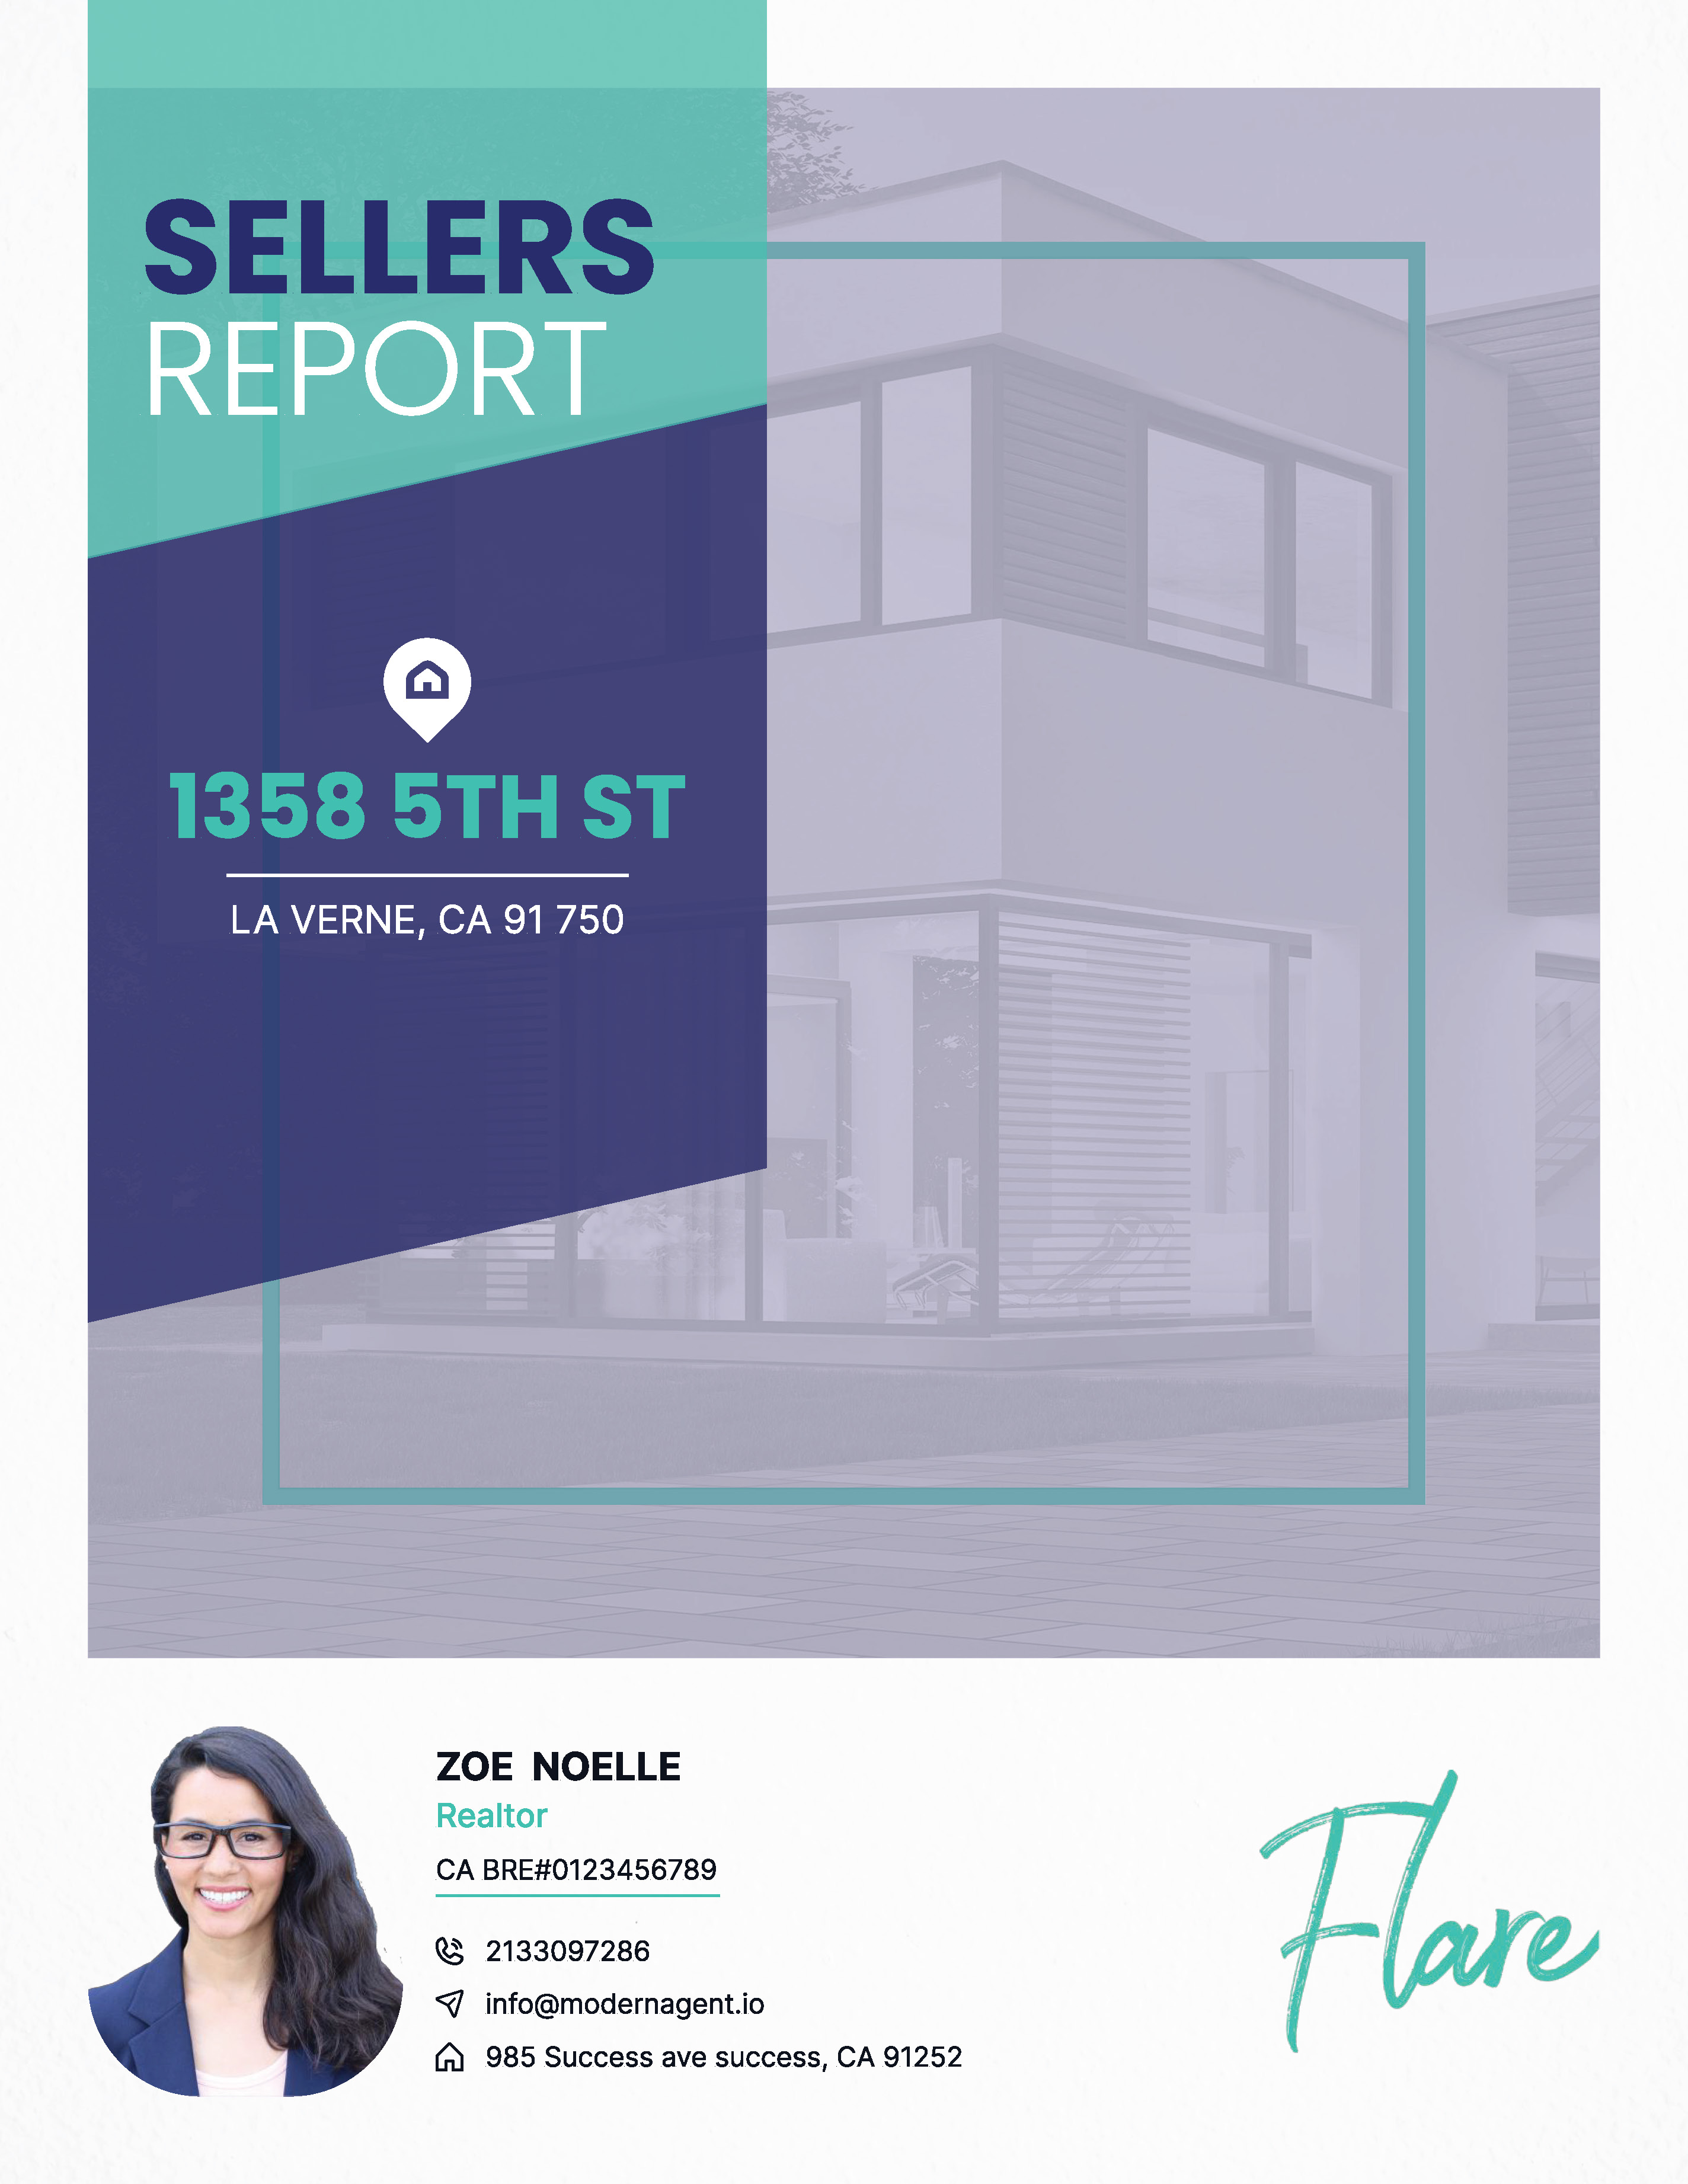 SELLERS
REPORT
1358 5TH ST
LA VERNE, CA 91 750
ZOE NOELLE
Realtor
CA BRE#0123456789
2133097286
info@modernagent.io
985 Success ave success, CA 91252
Flare